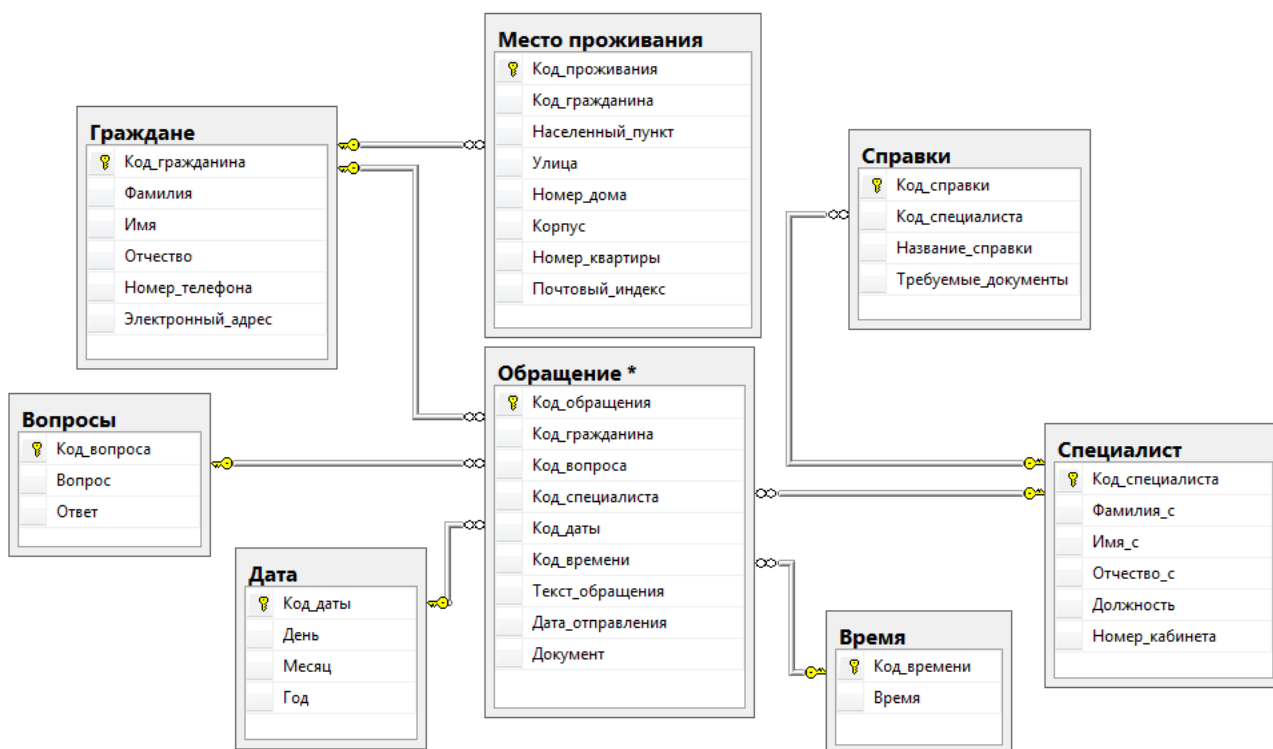 Место проживания
Код_проживания
Код_гражданина
Населенный_пункт
Улица
Номер_дома
Корпус
Номер_квартиры
Почтовый_индекс
Граждане
Код_гражданина
Фамилия
Имя
Отчество
Номер_телефона
Электронный_адрес
Справки
Код_справки
Код_специалиста
Название_справки
Требуемые_документы
Обращение *
Код_обращения
Код_гражданина
Код_вопроса
Код_специалиста
Код_даты
Код_времени
Текст_обращения
Дата_отправления
Документ
Вопросы
Код_вопроса
Вопрос
Ответ
Специалист
Код_специалиста
Фамилия_с
Имя_с
Отчество_с
Должность
Номер_кабинета
Дата
Код_даты
День
Месяц
Год
Время
Код_времени
Время